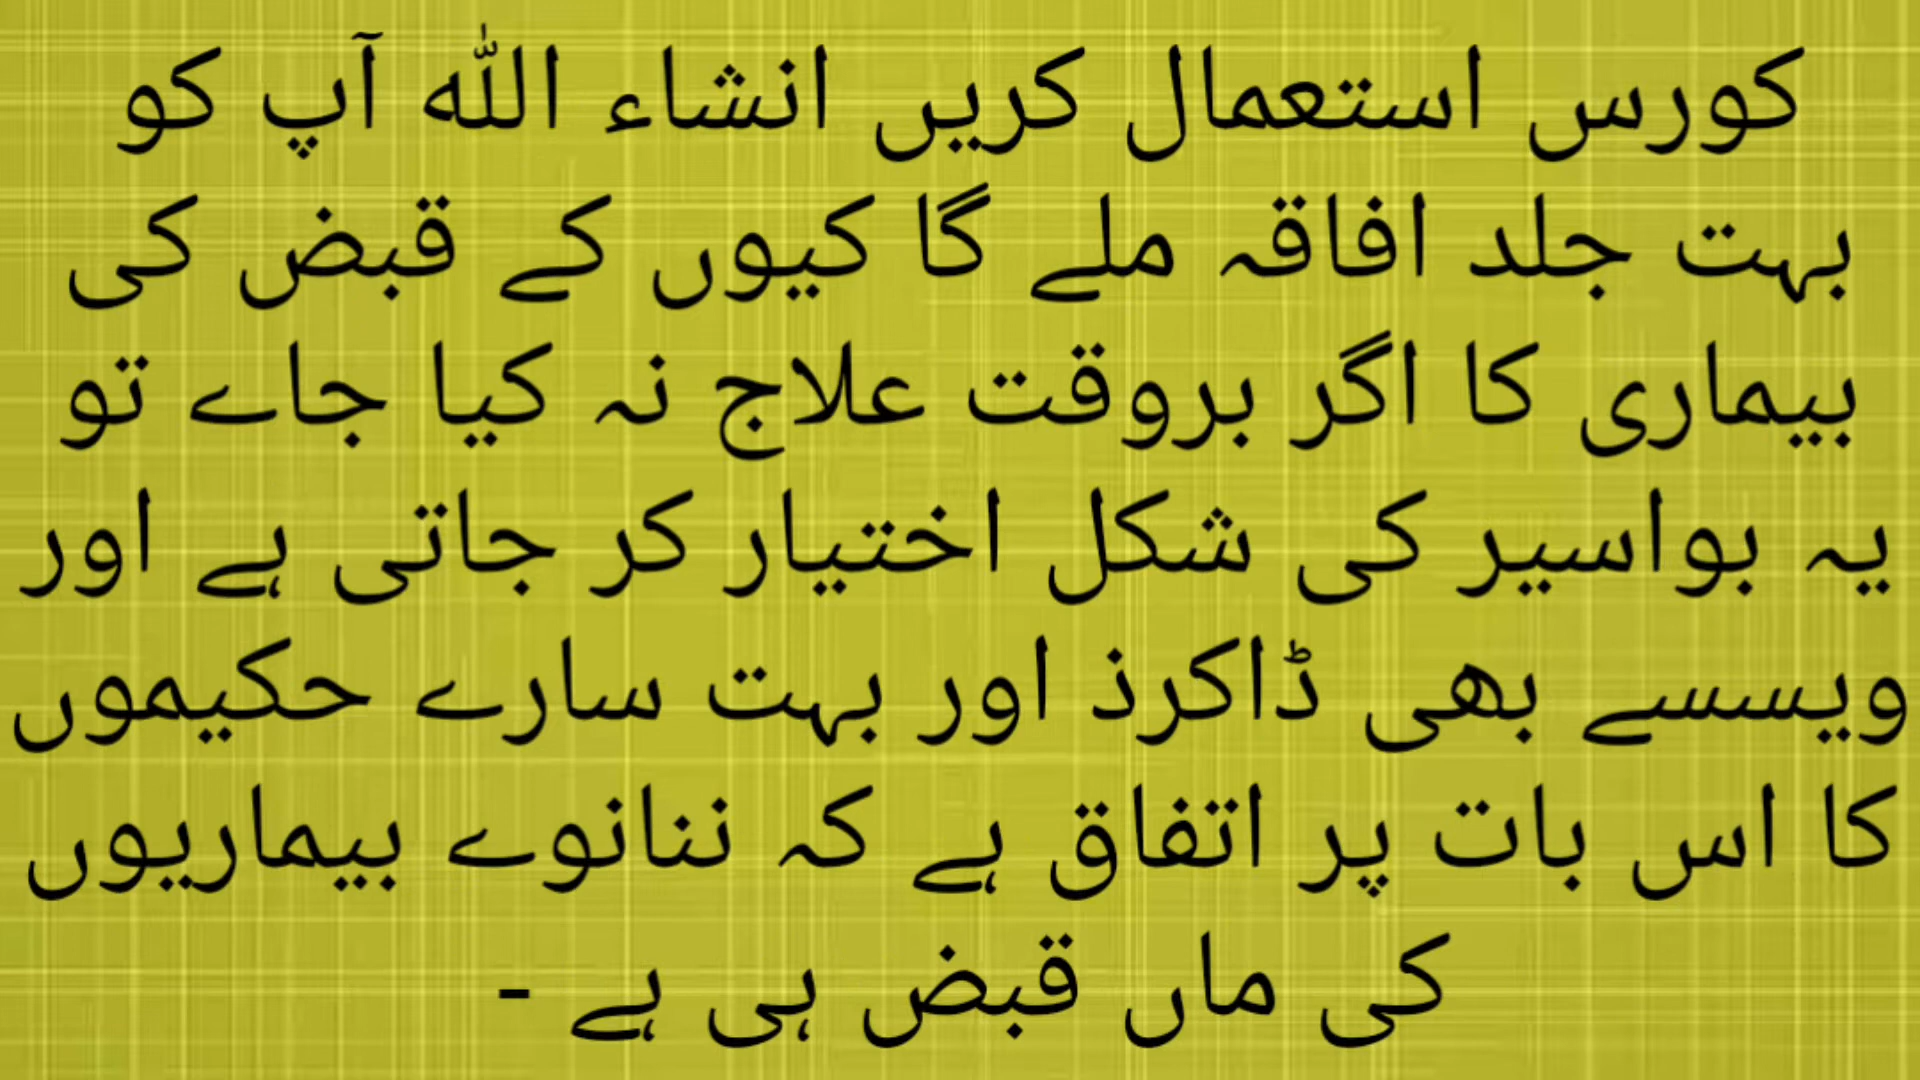 کورس استعمال کریں انشاء اللّٰہ آپ کو
بہت جلد افاقہ ملے گا کیوں کے قبض کی
بیماری کا اگر بروقت علاج نہ کیا جاے تو
یہ بواسیر کی شکل اختیار کر جاتی ہے اور
ویسسے بھی ڈاکرذ اور بہت سارے حکیموں
کا اس بات پر اتفاق ہے کہ ننانوے بیماریوں
کی ماں قبض ہی ہے -